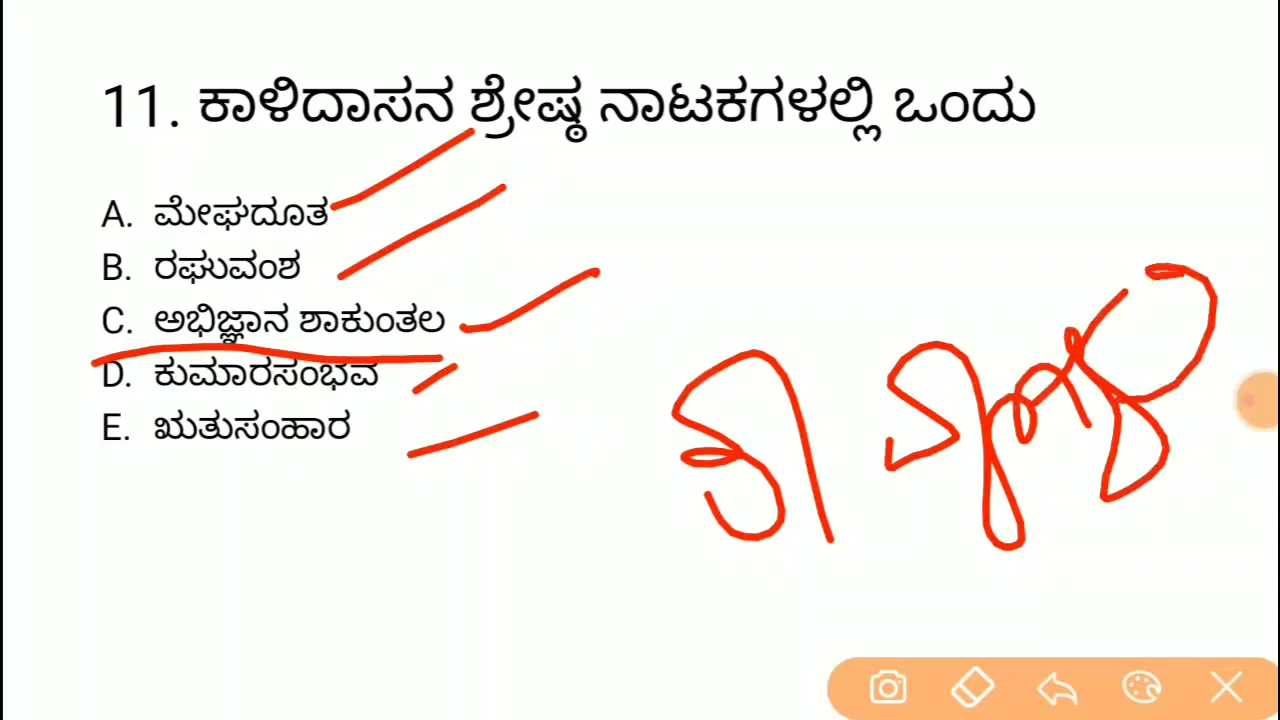 11. ಕಾಳಿದಾಸನ ಶ್ರೇಷ್ಠ ನಾಟಕಗಳಲ್ಲಿ ಒಂದು
A. ಮೇಘದೂತ
B. ರಘುವಂಶ
C. ಅಭಿಜ್ಞಾನ ಶಾಕುಂತಲ
D. ಕುಮಾರಸಂಭವ
E. ಋತುಸಂಹಾರ